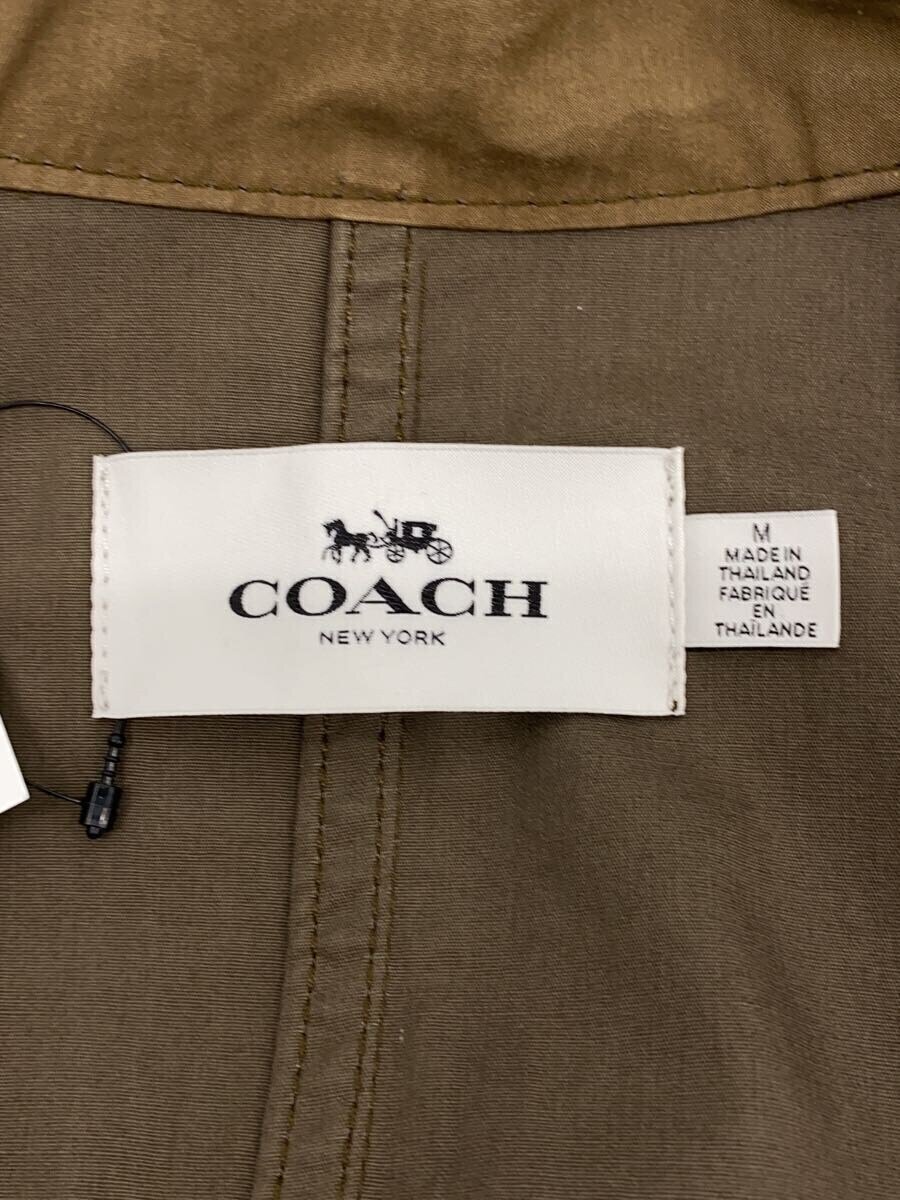 COACH
NEW YORK
M
MADE IN
THAILAND
FABRIQUÉ
EN
THAÏLANDE